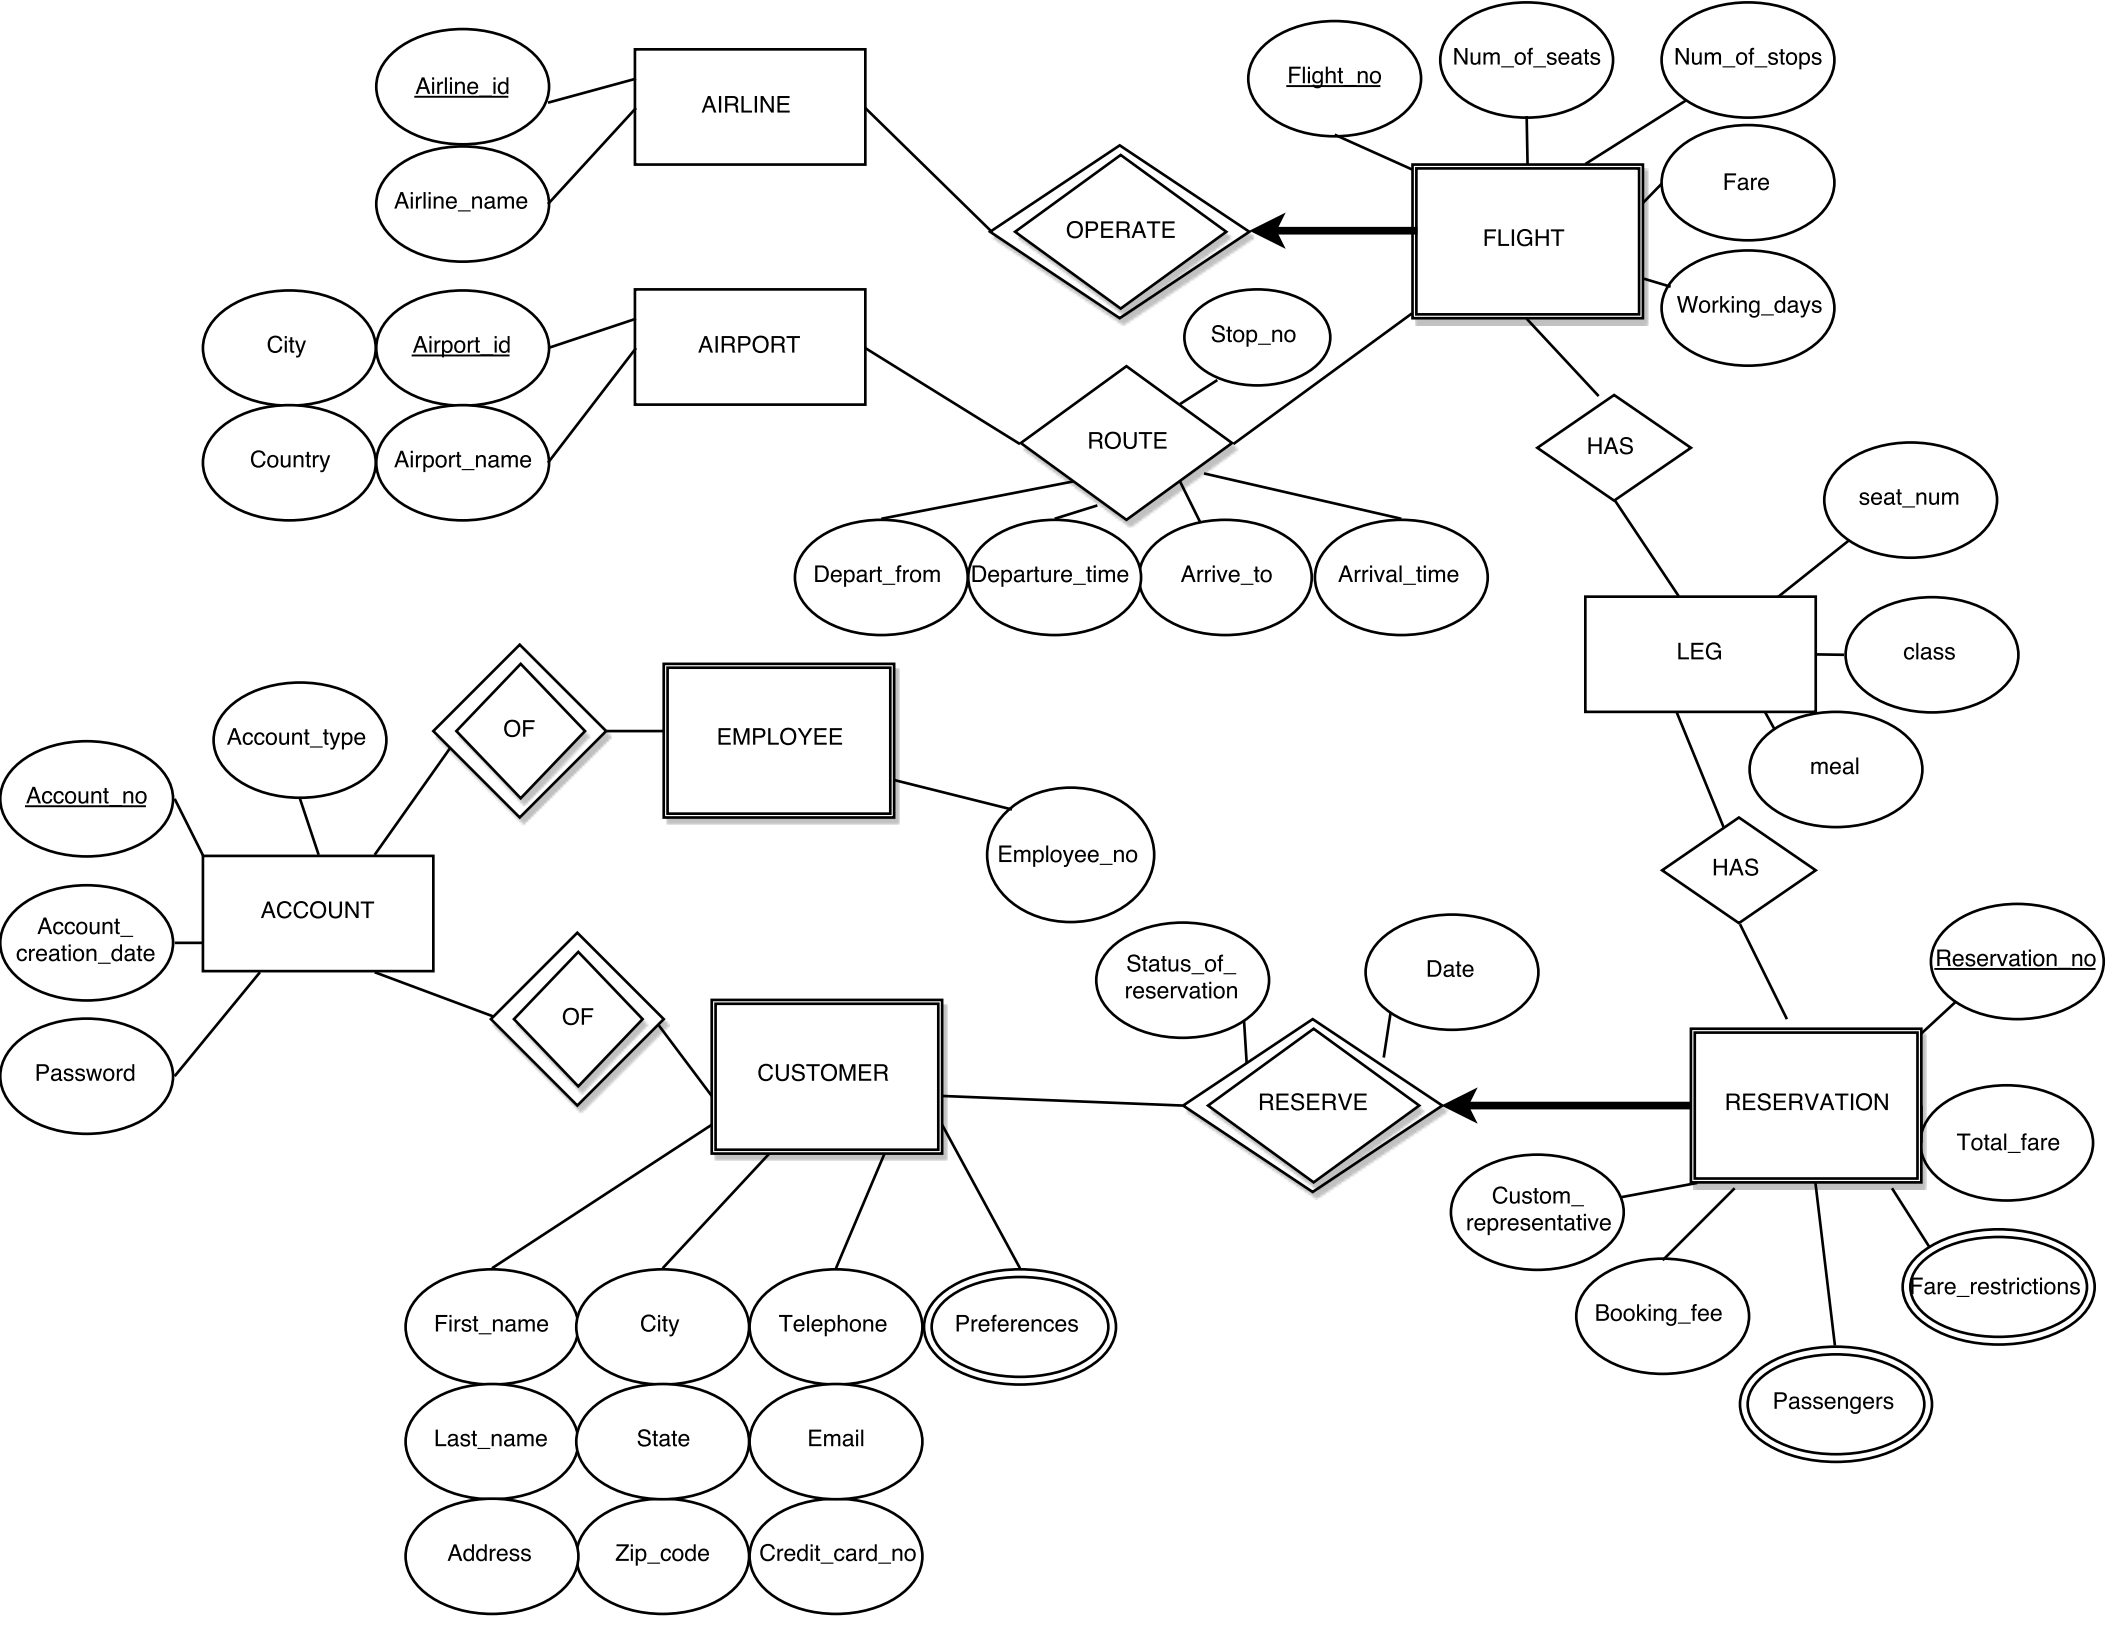 Airline_id
AIRLINE
Airline_name
Flight_no
Num_of_seats
Num_of_stops
Fare
OPERATE
FLIGHT
Working_days
City
Airport_id
AIRPORT
Stop_no
Country
Airport_name
ROUTE
HAS
seat_num
Depart_from
Departure_time
Arrive_to
Arrival_time
LEG
class
meal
Account_type
OF
EMPLOYEE
Account_no
Employee_no
HAS
ACCOUNT
Account_
creation_date
Password
OF
CUSTOMER
Status_of_
reservation
Date
Reservation_no
RESERVE
RESERVATION
Total_fare
Custom_
representative
Booking_fee
Fare_restrictions
Passengers
First_name
City
Telephone
Preferences
Last_name
State
Email
Address
Zip_code
Credit_card_no